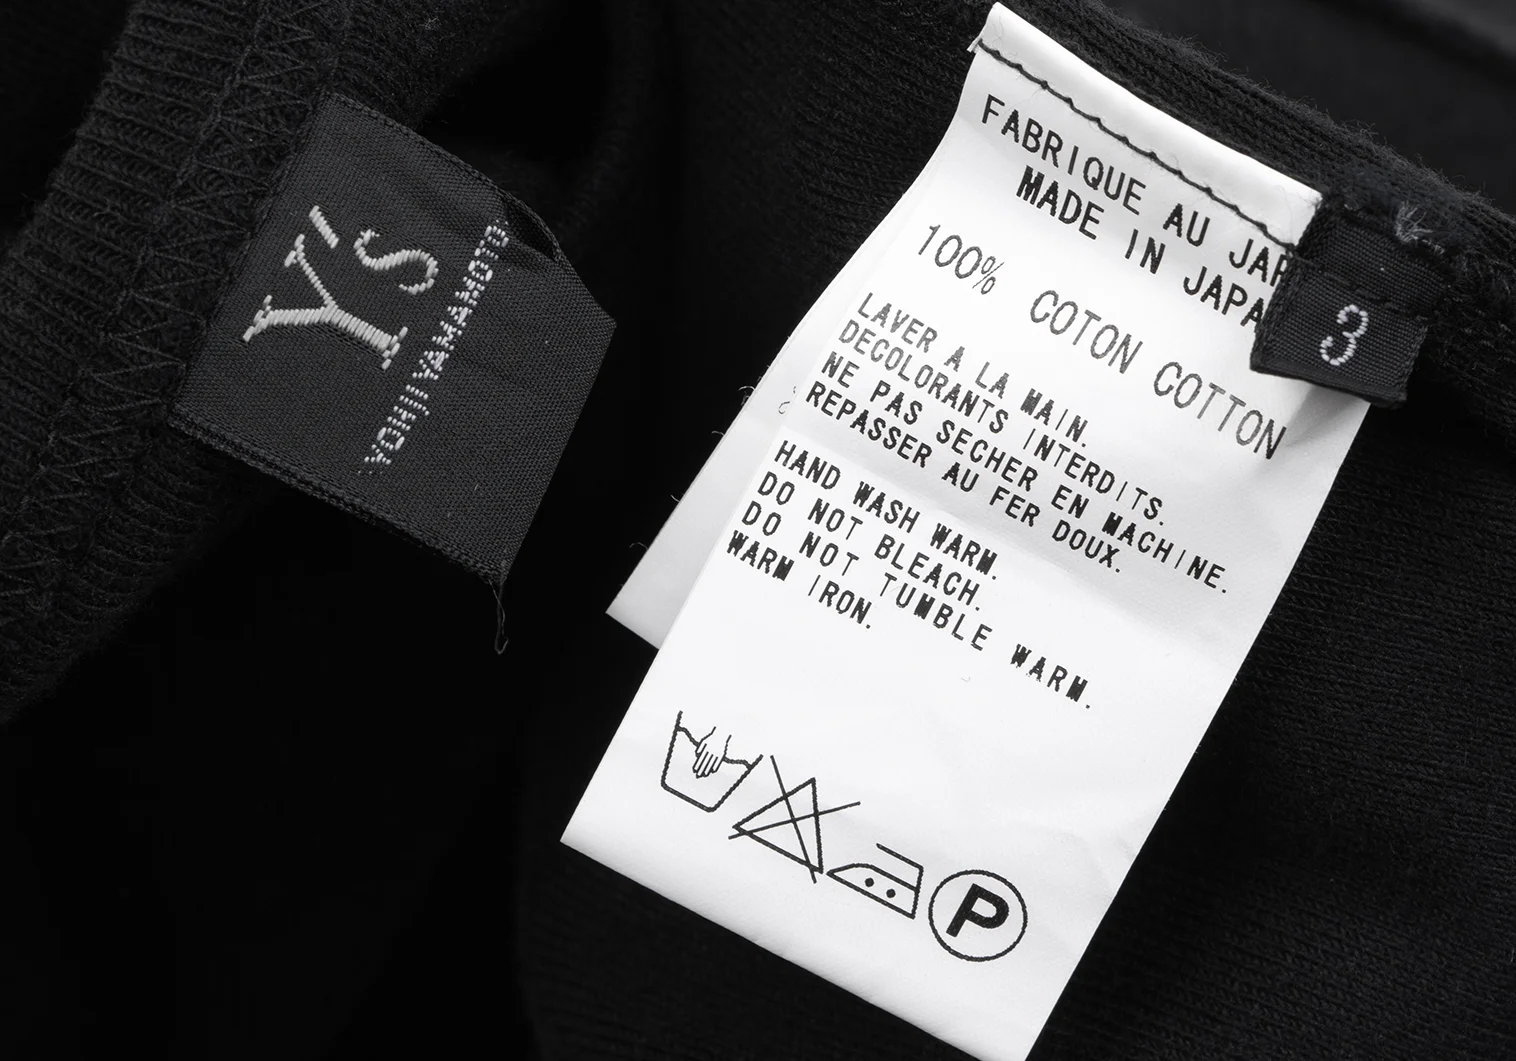 Y's
YOHJI YAMAMOTO
FABRIQUE AU JAP
MADE IN JAPA
3
100% COTON COTTON
LAVER A LA MAIN.
DECOLORANTS INTERDITS.
NE PAS SECHER EN MACHINE.
REPASSER AU FER DOUX.
HAND WASH WARM.
DO NOT BLEACH.
DO NOT TUMBLE WARM.
WARM IRON.
P